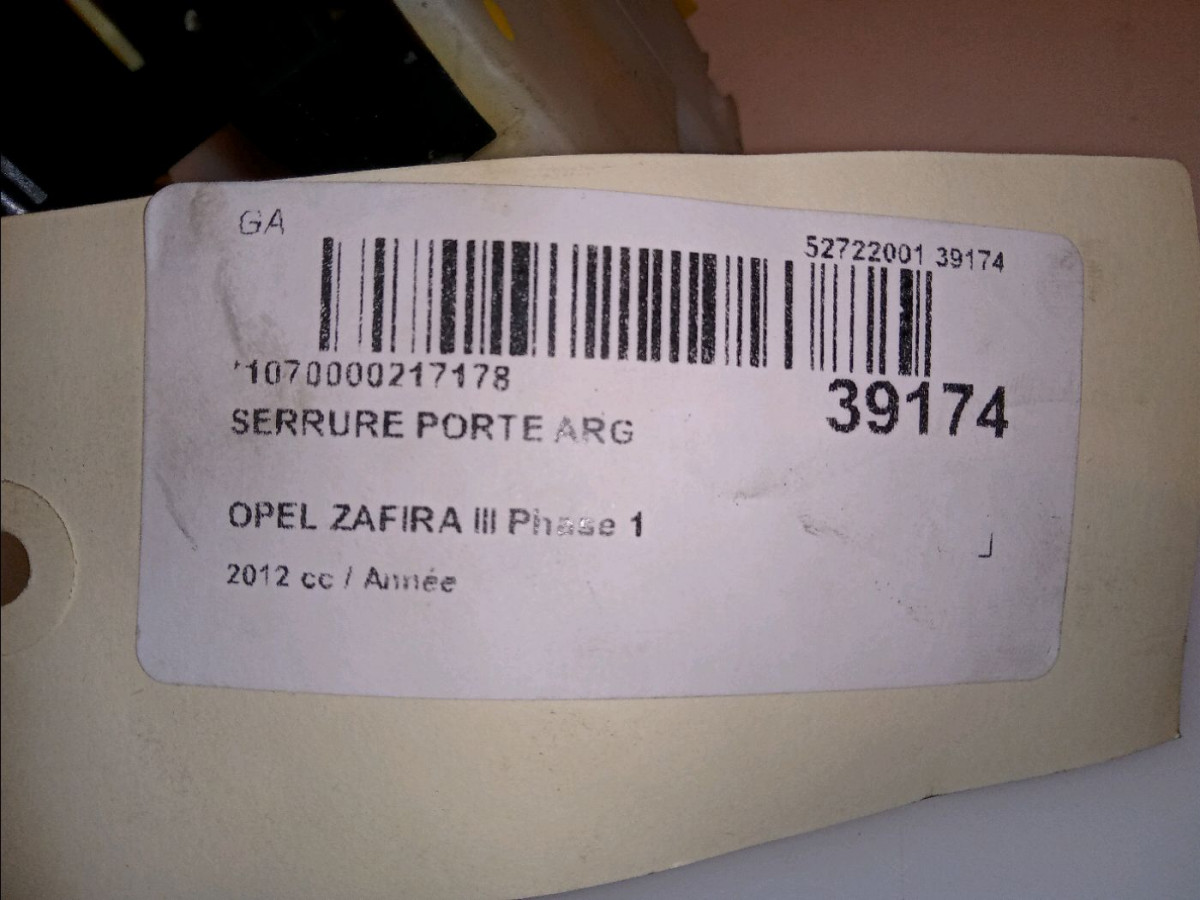 GA
52722001 39174
*1070000217178
39174
SERRURE PORTE ARG
OPEL ZAFIRA III Phase 1
2012 cc / Année